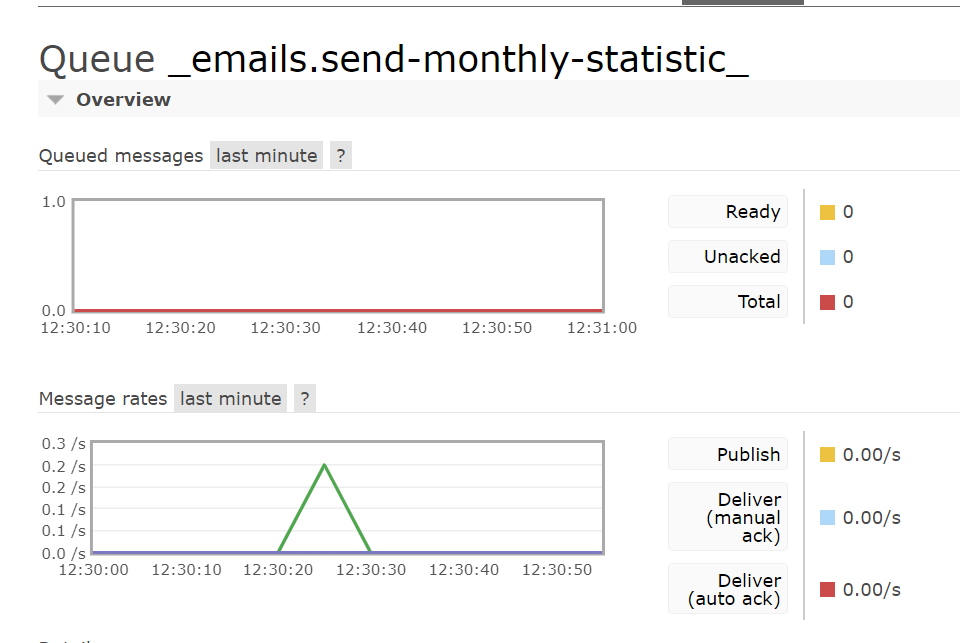 Queue _emails.send-monthly-statistic_
Overview
Queued messages last minute ?
1.0
0.0
12:30:10 12:30:20 12:30:30 12:30:40 12:30:50 12:31:00
Ready 0
Unacked 0
Total 0
Message rates last minute ?
0.3 /s
0.2 /s
0.2 /s
0.1 /s
0.1 /s
0.0 /s
12:30:00 12:30:10 12:30:20 12:30:30 12:30:40 12:30:50
Publish 0.00/s
Deliver
(manual 0.00/s
ack)
Deliver
(auto ack) 0.00/s